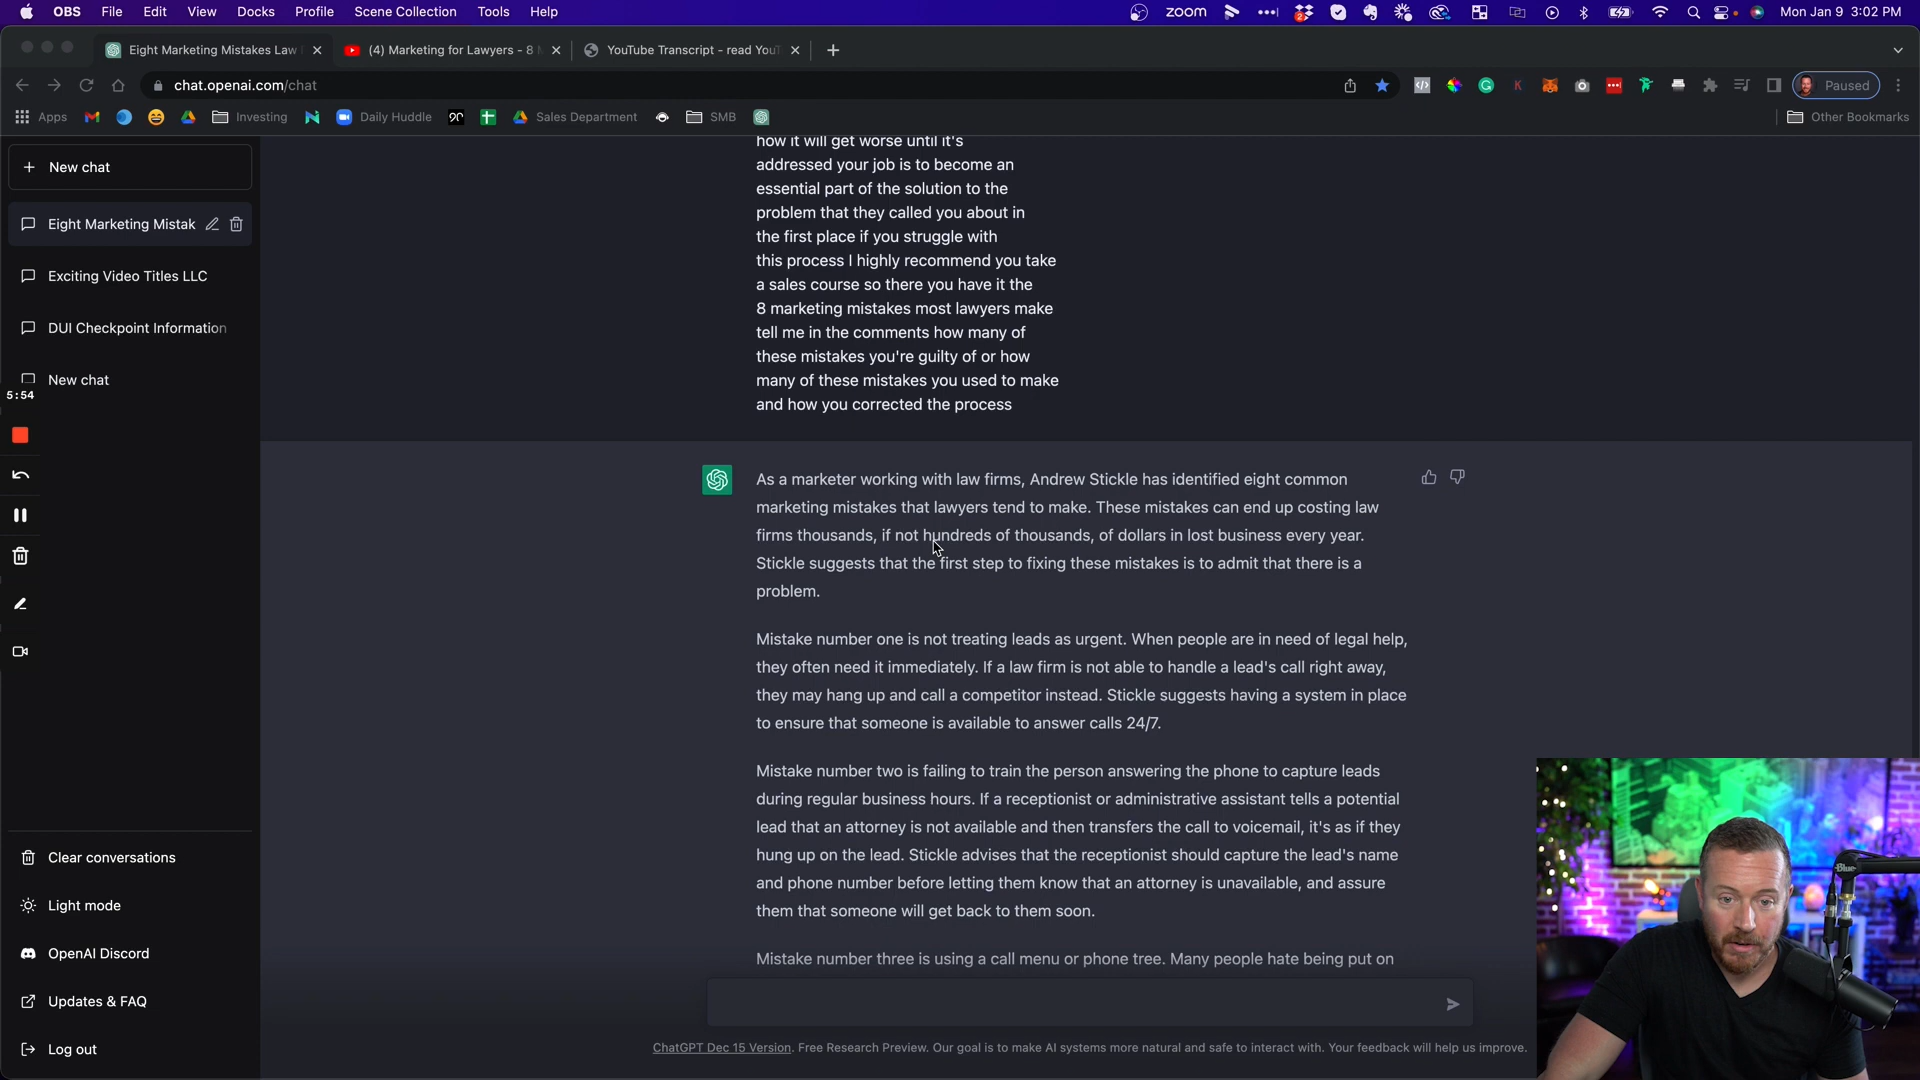 OBS File Edit View Docks Profile Scene Collection Tools Help zoom Mon Jan 9 3:02 PM
Eight Marketing Mistakes Law (4) Marketing for Lawyers - 8 YouTube Transcript - read You
chat.openai.com/chat Paused
Apps Investing Daily Huddle Sales Department SMB Other Bookmarks
New chat
Eight Marketing Mistak
Exciting Video Titles LLC
DUI Checkpoint Information
New chat
5:54
Clear conversations
Light mode
OpenAI Discord
Updates & FAQ
Log out
how it will get worse until it's
addressed your job is to become an
essential part of the solution to the
problem that they called you about in
the first place if you struggle with
this process I highly recommend you take
a sales course so there you have it the
8 marketing mistakes most lawyers make
tell me in the comments how many of
these mistakes you're guilty of or how
many of these mistakes you used to make
and how you corrected the process
As a marketer working with law firms, Andrew Stickle has identified eight common
marketing mistakes that lawyers tend to make. These mistakes can end up costing law
firms thousands, if not hundreds of thousands, of dollars in lost business every year.
Stickle suggests that the first step to fixing these mistakes is to admit that there is a
problem.
Mistake number one is not treating leads as urgent. When people are in need of legal help,
they often need it immediately. If a law firm is not able to handle a lead's call right away,
they may hang up and call a competitor instead. Stickle suggests having a system in place
to ensure that someone is available to answer calls 24/7.
Mistake number two is failing to train the person answering the phone to capture leads
during regular business hours. If a receptionist or administrative assistant tells a potential
lead that an attorney is not available and then transfers the call to voicemail, it's as if they
hung up on the lead. Stickle advises that the receptionist should capture the lead's name
and phone number before letting them know that an attorney is unavailable, and assure
them that someone will get back to them soon.
Mistake number three is using a call menu or phone tree. Many people hate being put on
ChatGPT Dec 15 Version. Free Research Preview. Our goal is to make AI systems more natural and safe to interact with. Your feedback will help us improve.
Blue